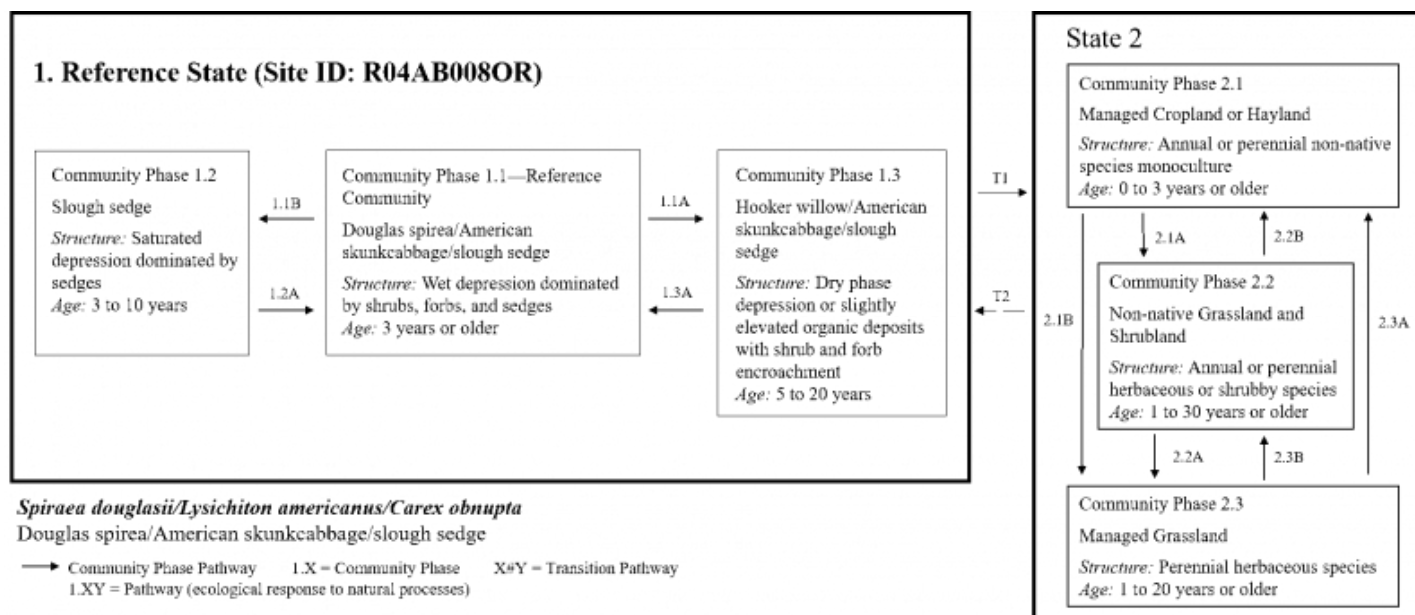 1. Reference State (Site ID: R04AB008OR)
Community Phase 1.2
Slough sedge
Structure: Saturated
depression dominated by
sedges
Age: 3 to 10 years
1.1B
1.2A
Community Phase 1.1—Reference
Community
Douglas spirea/American
skunkcabbage/slough sedge
Structure: Wet depression dominated
by shrubs, forbs, and sedges
Age: 3 years or older
1.1A
1.3A
Community Phase 1.3
Hooker willow/American
skunkcabbage/slough
sedge
Structure: Dry phase
depression or slightly
elevated organic deposits
with shrub and forb
encroachment
Age: 5 to 20 years
T1
T2
State 2
Community Phase 2.1
Managed Cropland or Hayland
Structure: Annual or perennial non-native
species monoculture
Age: 0 to 3 years or older
2.1A
2.2B
2.1B
2.3A
Community Phase 2.2
Non-native Grassland and
Shrubland
Structure: Annual or perennial
herbaceous or shrubby species
Age: 1 to 30 years or older
2.2A
2.3B
Community Phase 2.3
Managed Grassland
Structure: Perennial herbaceous species
Age: 1 to 20 years or older
Spiraea douglasii/Lysichiton americanus/Carex obnupta
Douglas spirea/American skunkcabbage/slough sedge
Community Phase Pathway 1.X = Community Phase X#Y = Transition Pathway
1.XY = Pathway (ecological response to natural processes)